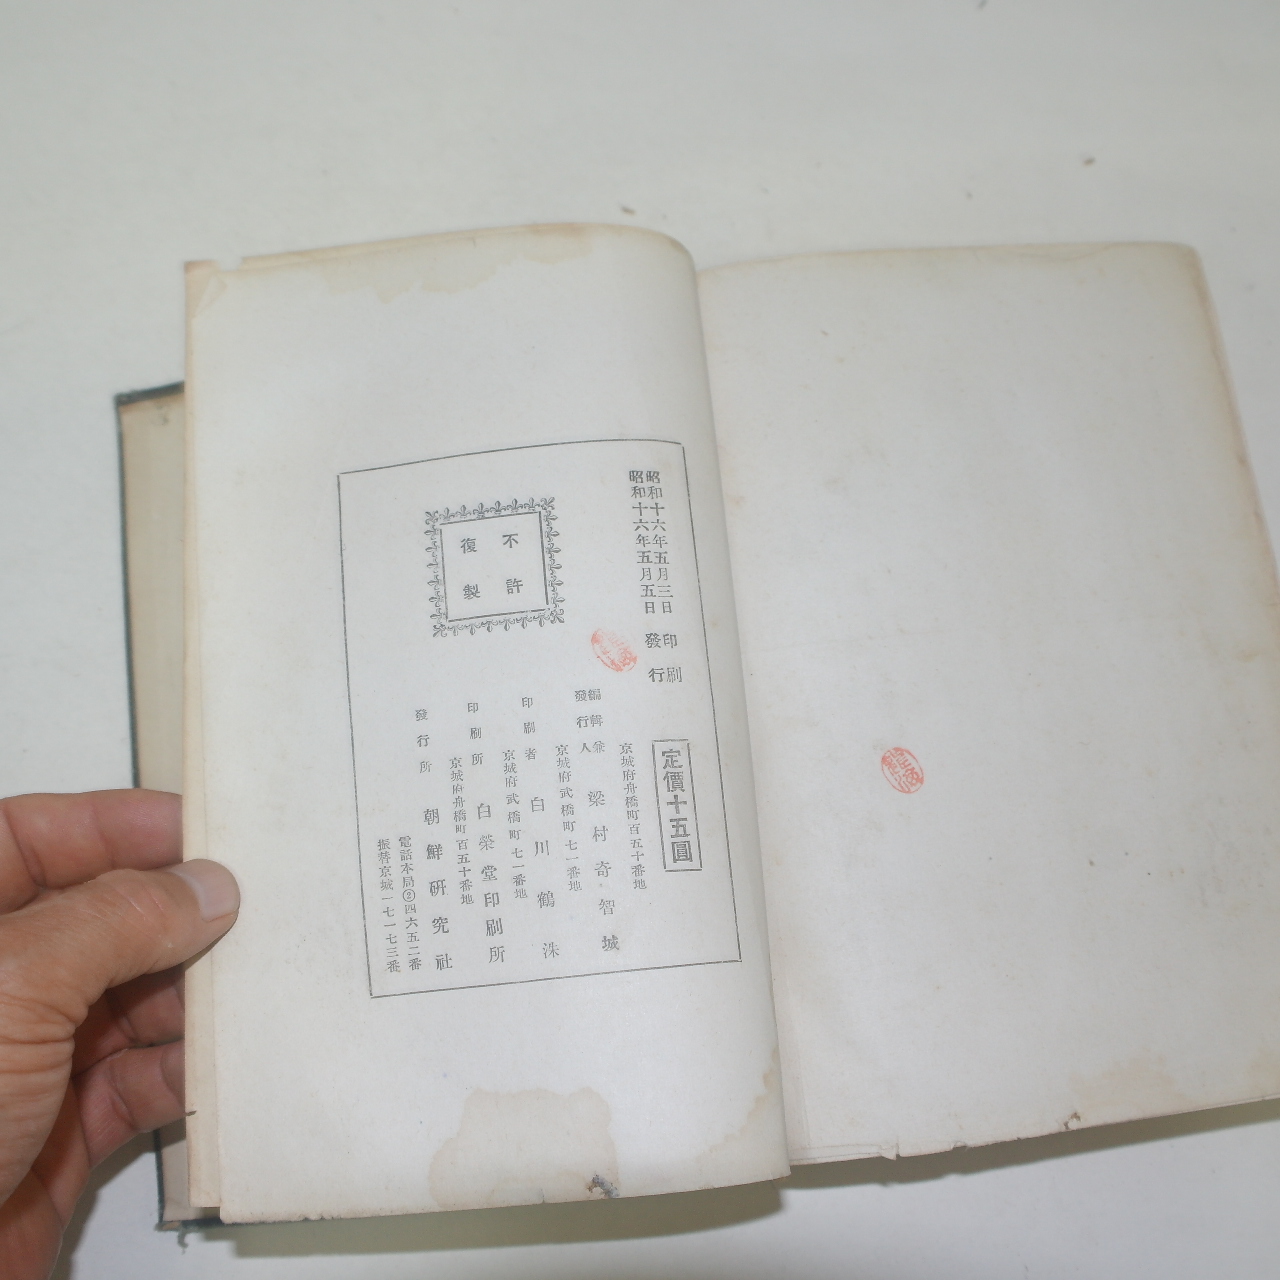 昭和十六年五月三日 印刷
昭和十六年五月五日 發行
定價十五圓
不許
復製
京城府舟橋町百五十番地
編輯兼
發行人 梁村奇智城
京城府武橋町七一番地
印刷者 白川鶴洙
京城府武橋町七一番地
印刷所 白榮堂印刷所
京城府舟橋町百五十番地
發行所 朝鮮硏究社
電話本局②四六五二番
振替京城一七一七三番